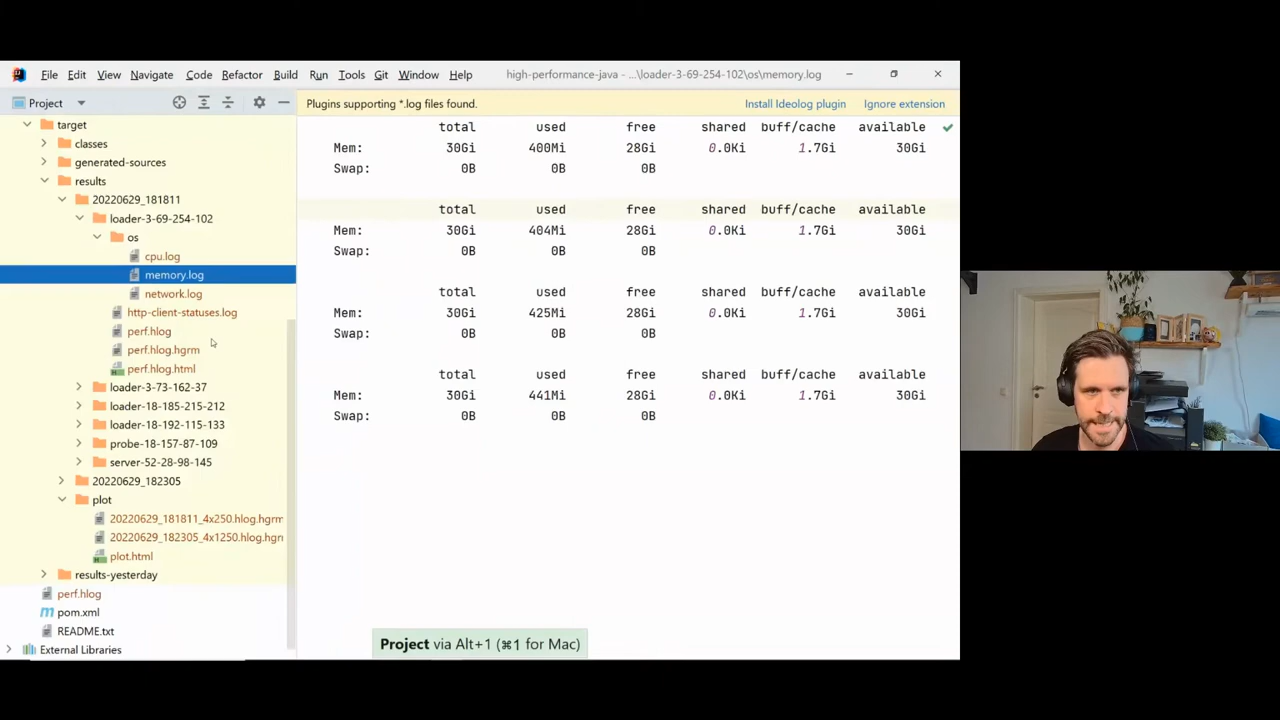 File Edit View Navigate Code Refactor Build Run Tools Git Window Help high-performance-java - ...\loader-3-69-254-102\os\memory.log
Project
Plugins supporting *.log files found. Install Ideolog plugin Ignore extension
target
classes
generated-sources
results
20220629_181811
loader-3-69-254-102
os
cpu.log
memory.log
network.log
http-client-statuses.log
perf.hlog
perf.hlog.hgrm
perf.hlog.html
loader-3-73-162-37
loader-18-185-215-212
loader-18-192-115-133
probe-18-157-87-109
server-52-28-98-145
20220629_182305
plot
20220629_181811_4x250.hlog.hgrm
20220629_182305_4x1250.hlog.hgr
plot.html
results-yesterday
perf.hlog
pom.xml
README.txt
External Libraries
total used free shared buff/cache available
Mem: 30Gi 400Mi 28Gi 0.0Ki 1.7Gi 30Gi
Swap: 0B 0B 0B
total used free shared buff/cache available
Mem: 30Gi 404Mi 28Gi 0.0Ki 1.7Gi 30Gi
Swap: 0B 0B 0B
total used free shared buff/cache available
Mem: 30Gi 425Mi 28Gi 0.0Ki 1.7Gi 30Gi
Swap: 0B 0B 0B
total used free shared buff/cache available
Mem: 30Gi 441Mi 28Gi 0.0Ki 1.7Gi 30Gi
Swap: 0B 0B 0B
Project via Alt+1 (⌘1 for Mac)